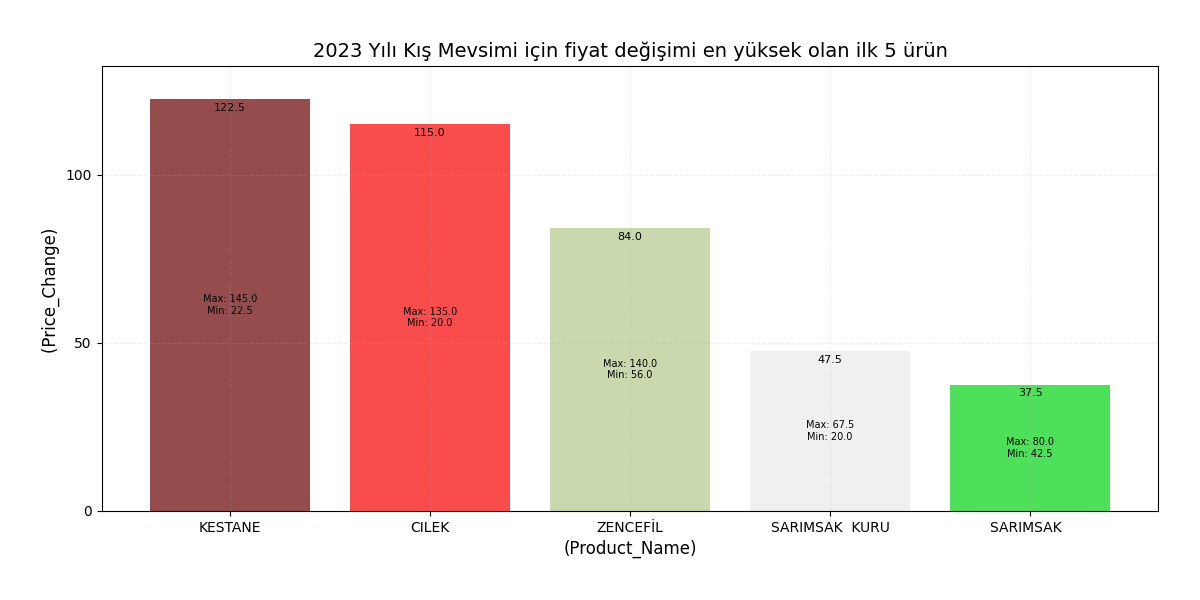 2023 Yılı Kış Mevsimi için fiyat değişimi en yüksek olan ilk 5 ürün
(Price_Change)
100
50
0
122.5
Max: 145.0
Min: 22.5
115.0
Max: 135.0
Min: 20.0
84.0
Max: 140.0
Min: 56.0
47.5
Max: 67.5
Min: 20.0
37.5
Max: 80.0
Min: 42.5
KESTANE
CILEK
ZENCEFİL
SARIMSAK  KURU
SARIMSAK
(Product_Name)